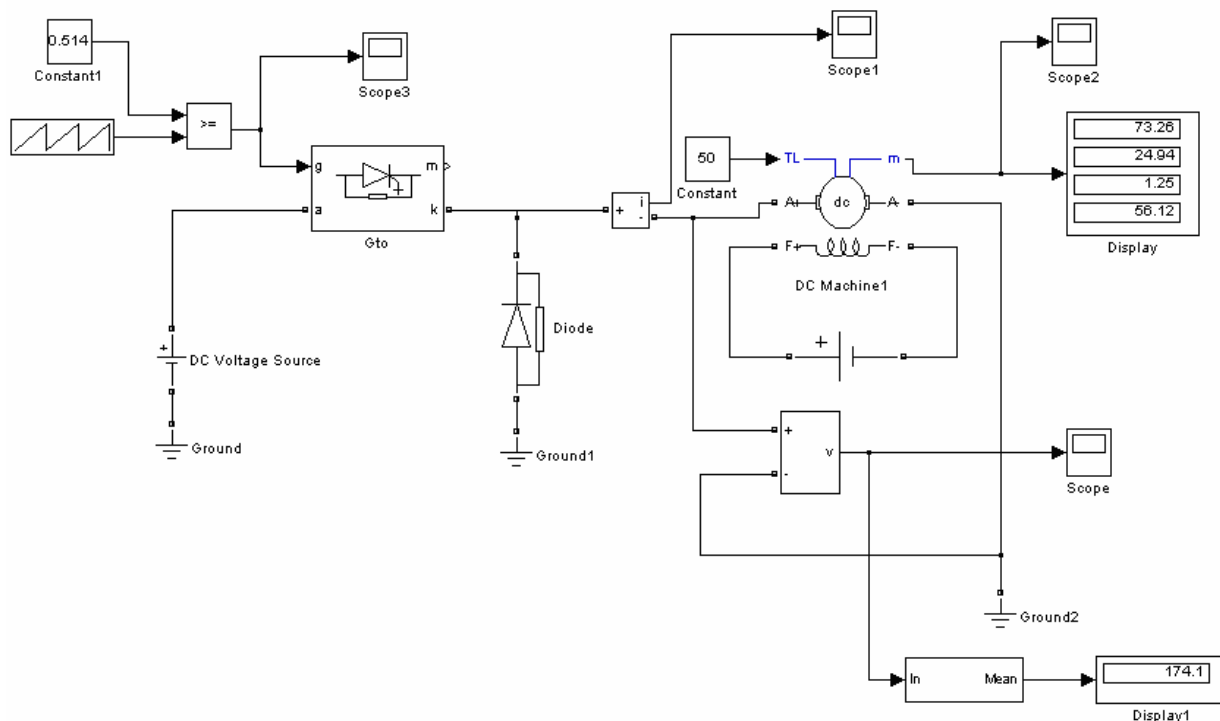 0.514
Constant1
>=
Scope3
Scope1
Scope2
g
m
a
k
Gto
+
i
-
50
Constant
TL
m
A+
dc
A-
F+
F-
DC Machine1
73.26
24.94
1.25
56.12
Display
+
DC Voltage Source
Ground
Diode
Ground1
+
+
-
v
Scope
Ground2
In
Mean
174.1
Display1